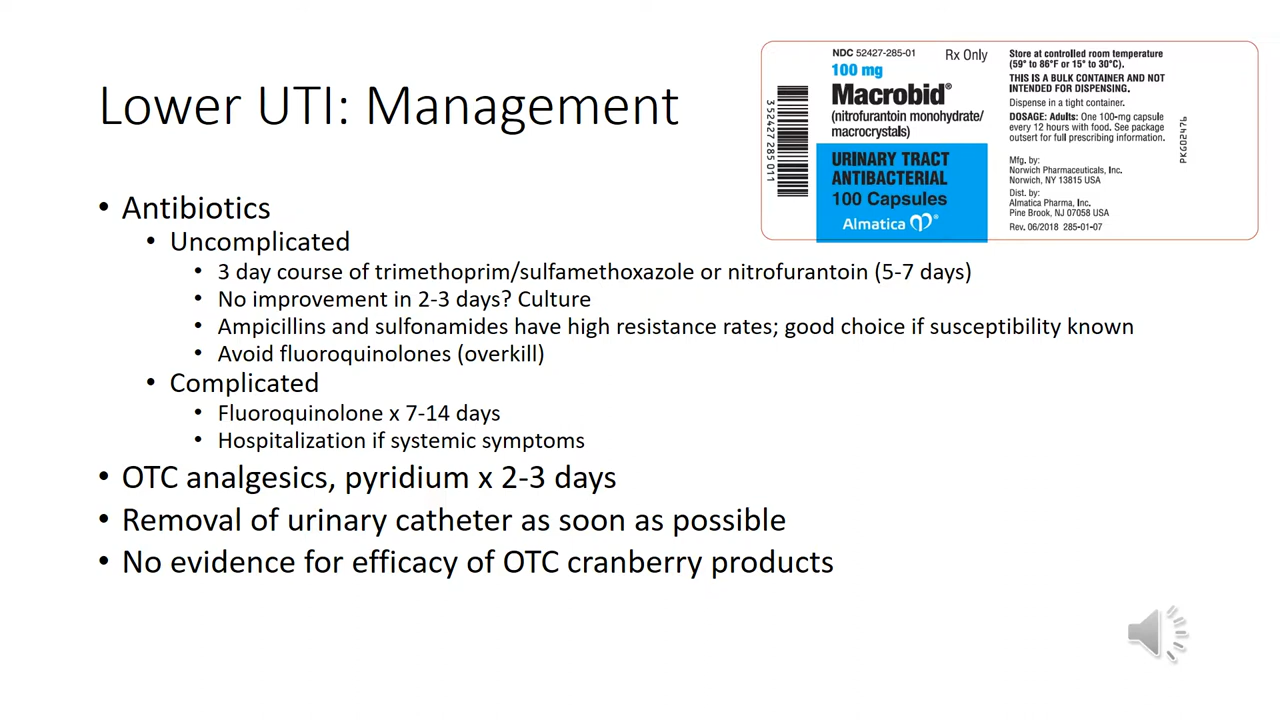 Lower UTI: Management
NDC 52427-285-01 Rx Only
100 mg
Macrobid®
(nitrofurantoin monohydrate/
macrocrystals)
URINARY TRACT
ANTIBACTERIAL
100 Capsules
Almatica ®
3 52427 285 011
Store at controlled room temperature
(59° to 86°F or 15° to 30°C).
THIS IS A BULK CONTAINER AND NOT
INTENDED FOR DISPENSING.
Dispense in a tight container.
DOSAGE: Adults: One 100-mg capsule
every 12 hours with food. See package
outsert for full prescribing information.
Mfg. by:
Norwich Pharmaceuticals, Inc.
Norwich, NY 13815 USA
Dist. by:
Almatica Pharma, Inc.
Pine Brook, NJ 07058 USA
Rev. 06/2018 285-01-07
PKG02476
• Antibiotics
• Uncomplicated
• 3 day course of trimethoprim/sulfamethoxazole or nitrofurantoin (5-7 days)
• No improvement in 2-3 days? Culture
• Ampicillins and sulfonamides have high resistance rates; good choice if susceptibility known
• Avoid fluoroquinolones (overkill)
• Complicated
• Fluoroquinolone x 7-14 days
• Hospitalization if systemic symptoms
• OTC analgesics, pyridium x 2-3 days
• Removal of urinary catheter as soon as possible
• No evidence for efficacy of OTC cranberry products